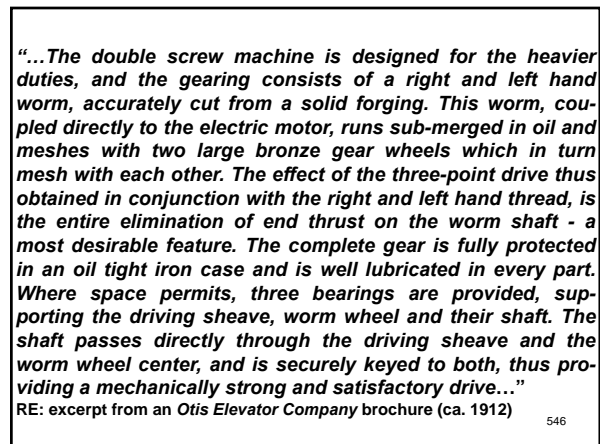 “…The double screw machine is designed for the heavier
duties, and the gearing consists of a right and left hand
worm, accurately cut from a solid forging. This worm, cou-
pled directly to the electric motor, runs sub-merged in oil and
meshes with two large bronze gear wheels which in turn
mesh with each other. The effect of the three-point drive thus
obtained in conjunction with the right and left hand thread, is
the entire elimination of end thrust on the worm shaft - a
most desirable feature. The complete gear is fully protected
in an oil tight iron case and is well lubricated in every part.
Where space permits, three bearings are provided, sup-
porting the driving sheave, worm wheel and their shaft. The
shaft passes directly through the driving sheave and the
worm wheel center, and is securely keyed to both, thus pro-
viding a mechanically strong and satisfactory drive…”
RE: excerpt from an Otis Elevator Company brochure (ca. 1912)
546